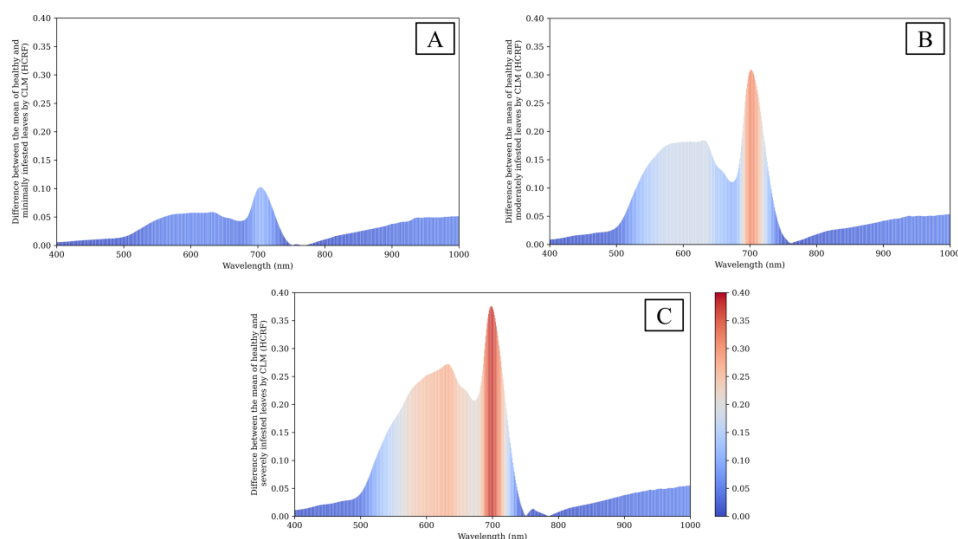 A
Difference between the mean of healthy and
minimally infested leaves by CLM (HCRF)
0.40
0.35
0.30
0.25
0.20
0.15
0.10
0.05
0.00
400 500 600 700 800 900 1000
Wavelength (nm)
B
Difference between the mean of healthy and
moderately infested leaves by CLM (HCRF)
0.40
0.35
0.30
0.25
0.20
0.15
0.10
0.05
0.00
400 500 600 700 800 900 1000
Wavelength (nm)
C
Difference between the mean of healthy and
severely infested leaves by CLM (HCRF)
0.40
0.35
0.30
0.25
0.20
0.15
0.10
0.05
0.00
400 500 600 700 800 900 1000
Wavelength (nm)
0.40
0.35
0.30
0.25
0.20
0.15
0.10
0.05
0.00